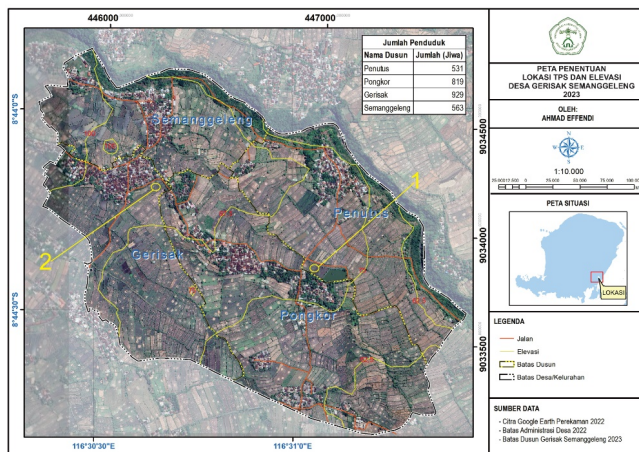 446000
447000
Jumlah Penduduk
Nama Dusun Jumlah (Jiwa)
Penutus 531
Pongkor 819
Gerisak 929
Semanggeleng 563
8°44'0"S
8°44'30"S
Semanggeleng
Penutus
Gerisak
Pongkor
1
2
9034500
9034000
9033500
116°30'30"E
116°31'0"E
PETA PENENTUAN
LOKASI TPS DAN ELEVASI
DESA GERISAK SEMANGGELENG
2023
OLEH:
AHMAD EFFENDI
N
W
E
S
1:10.000
PETA SITUASI
LOKASI
LEGENDA
Jalan
Elevasi
Batas Dusun
Batas Desa/Kelurahan
SUMBER DATA
- Citra Google Earth Perekaman 2022
- Batas Administrasi Desa 2022
- Batas Dusun Gerisak Semanggeleng 2023